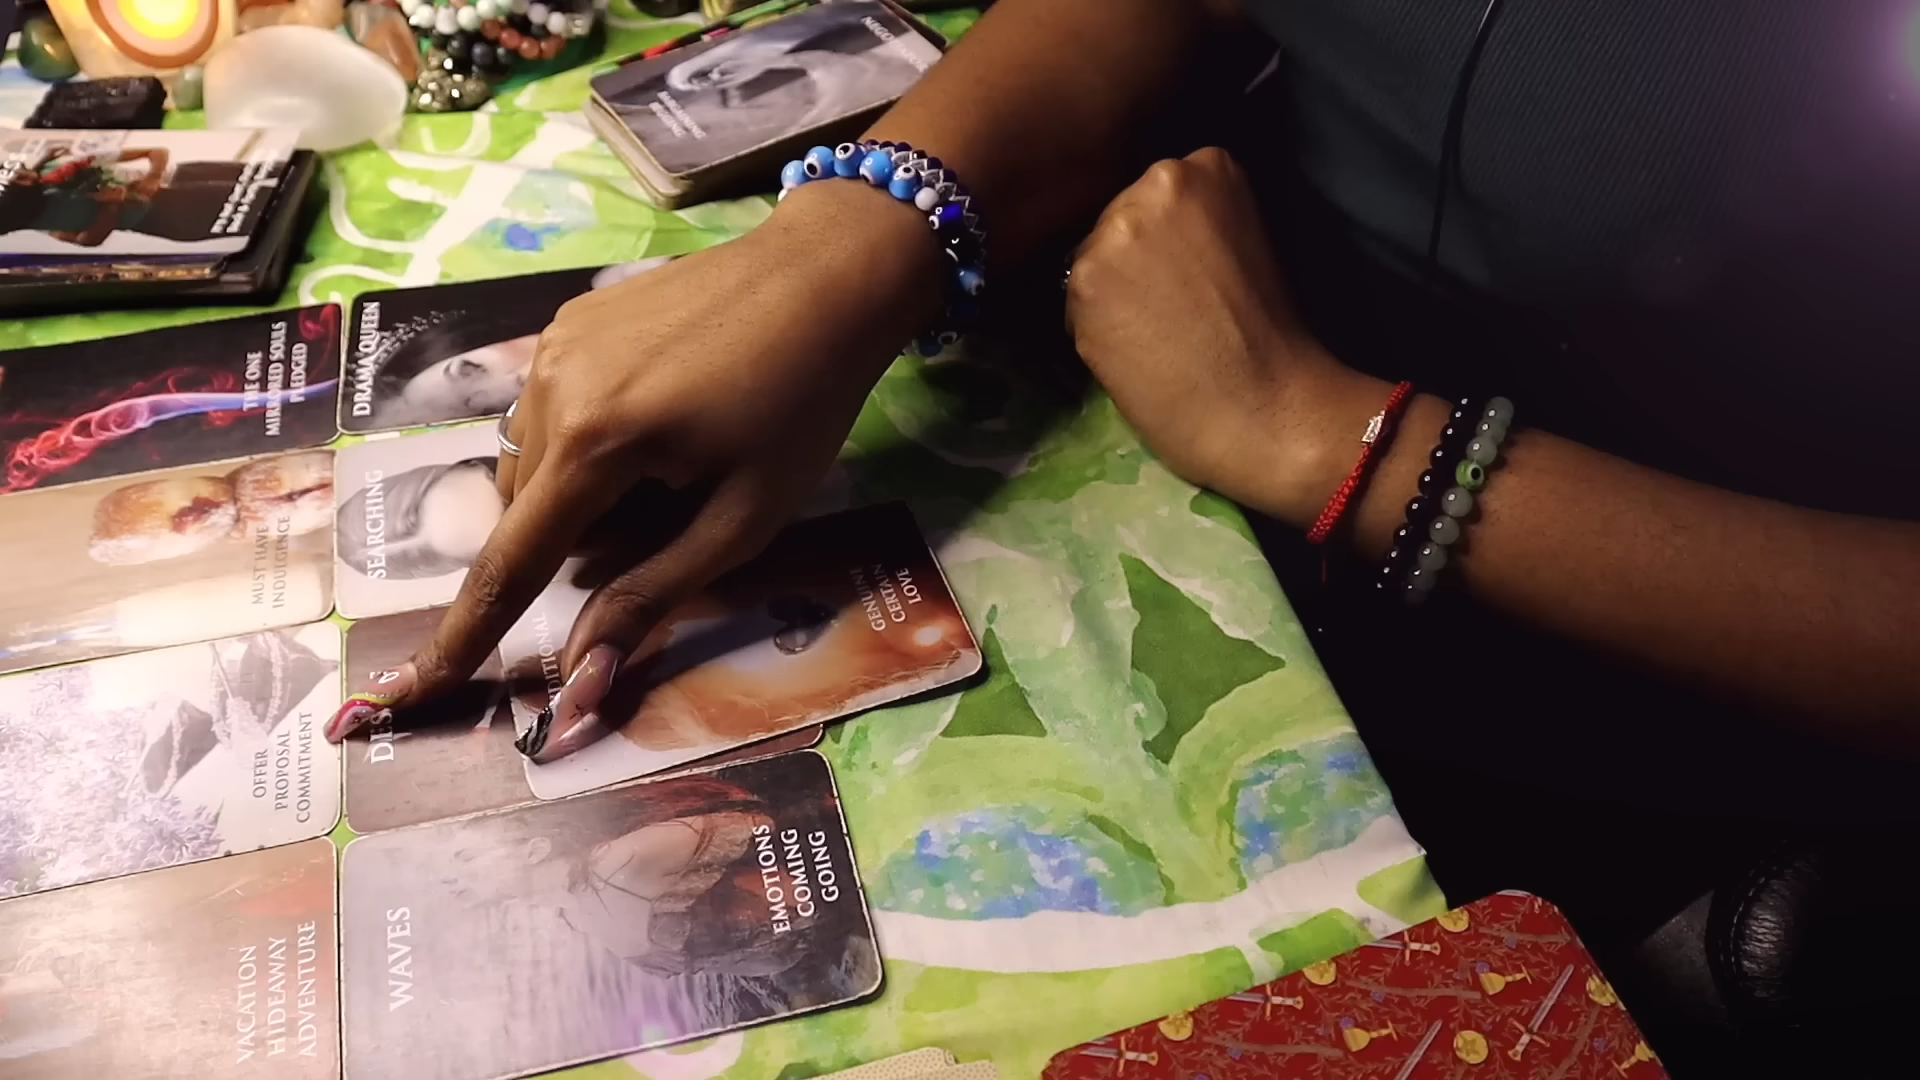 THE ONE
MIRRORED SOULS
PLEDGED
DRAMA QUEEN
MUST HAVE
INDULGENCE
SEARCHING
OFFER
PROPOSAL
COMMITMENT
GENUINE
CERTAIN
LOVE
VACATION
HIDEAWAY
ADVENTURE
WAVES
EMOTIONS
COMING
GOING